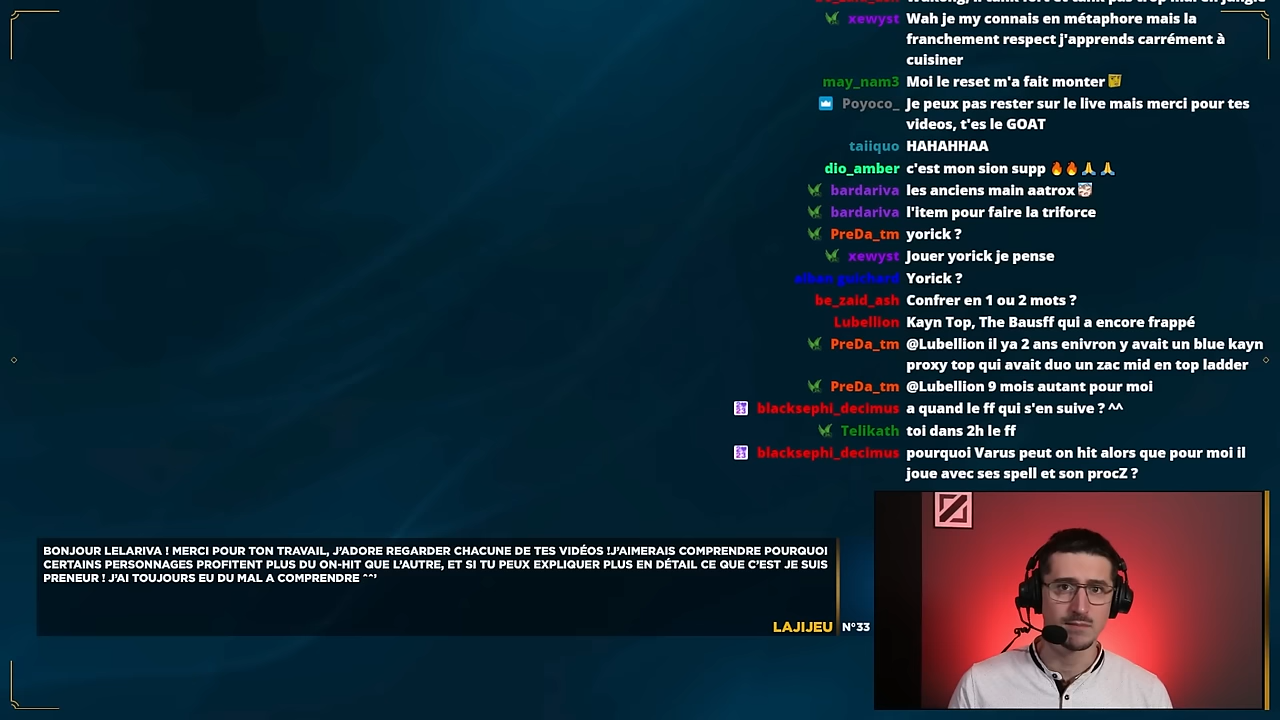 xewyst Wah je my connais en métaphore mais la
franchement respect j'apprends carrément à
cuisiner
may_nam3 Moi le reset m'a fait monter
Poyoco_ Je peux pas rester sur le live mais merci pour tes
videos, t'es le GOAT
taiiquo HAHAHHAA
dio_amber c'est mon sion supp 🔥🔥🙏🙏
bardariva les anciens main aatrox
bardariva l'item pour faire la triforce
PreDa_tm yorick ?
xewyst Jouer yorick je pense
alban_guicherd Yorick ?
be_zaid_ash Confrer en 1 ou 2 mots ?
Lubellion Kayn Top, The Bausff qui a encore frappé
PreDa_tm @Lubellion il ya 2 ans enivron y avait un blue kayn
proxy top qui avait duo un zac mid en top ladder
PreDa_tm @Lubellion 9 mois autant pour moi
blacksephi_decimus a quand le ff qui s'en suive ? ^^
Telikath toi dans 2h le ff
blacksephi_decimus pourquoi Varus peut on hit alors que pour moi il
joue avec ses spell et son procZ ?
BONJOUR LELARIVA ! MERCI POUR TON TRAVAIL, J'ADORE REGARDER CHACUNE DE TES VIDÉOS !J'AIMERAIS COMPRENDRE POURQUOI
CERTAINS PERSONNAGES PROFITENT PLUS DU ON-HIT QUE L'AUTRE, ET SI TU PEUX EXPLIQUER PLUS EN DÉTAIL CE QUE C'EST JE SUIS
PRENEUR ! J'AI TOUJOURS EU DU MAL A COMPRENDRE ^^'
LAJIJEU N°33